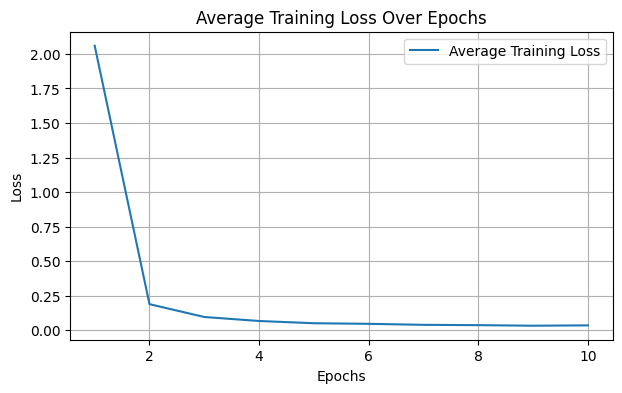 Average Training Loss Over Epochs
Average Training Loss
2.00
1.75
1.50
1.25
1.00
0.75
0.50
0.25
0.00
Loss
2 4 6 8 10
Epochs